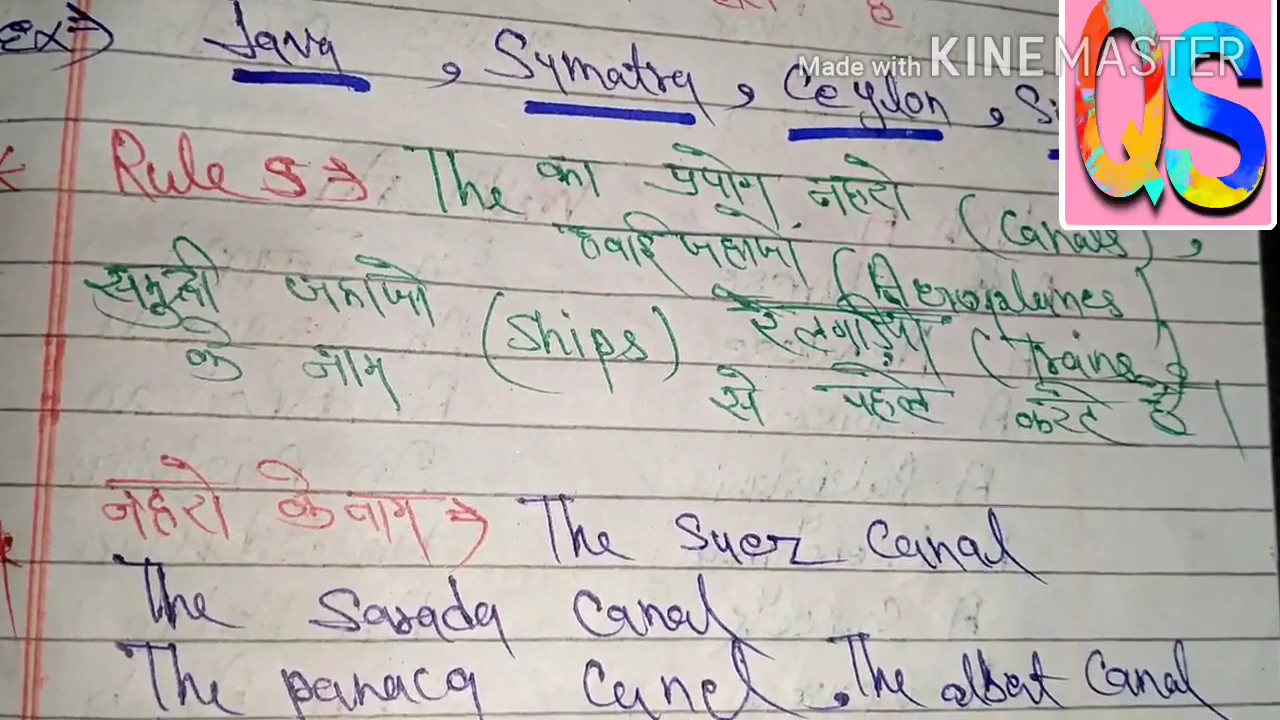 Ex⇒ Java, Symatra, Ceylon,
Made with KINEMASTER
QS
Rule 5⇒ The का प्रयोग नहरो (Canals),
हवाई जहाजों (Aeroplanes)
समुद्री जहाजो (Ships) रेलगाड़ियों (Trains)
के नाम से पहले करते है।
नहरो के नाम⇒ The Suez Canal
The Sarada Canal
The panaca Canel, The albert Canal